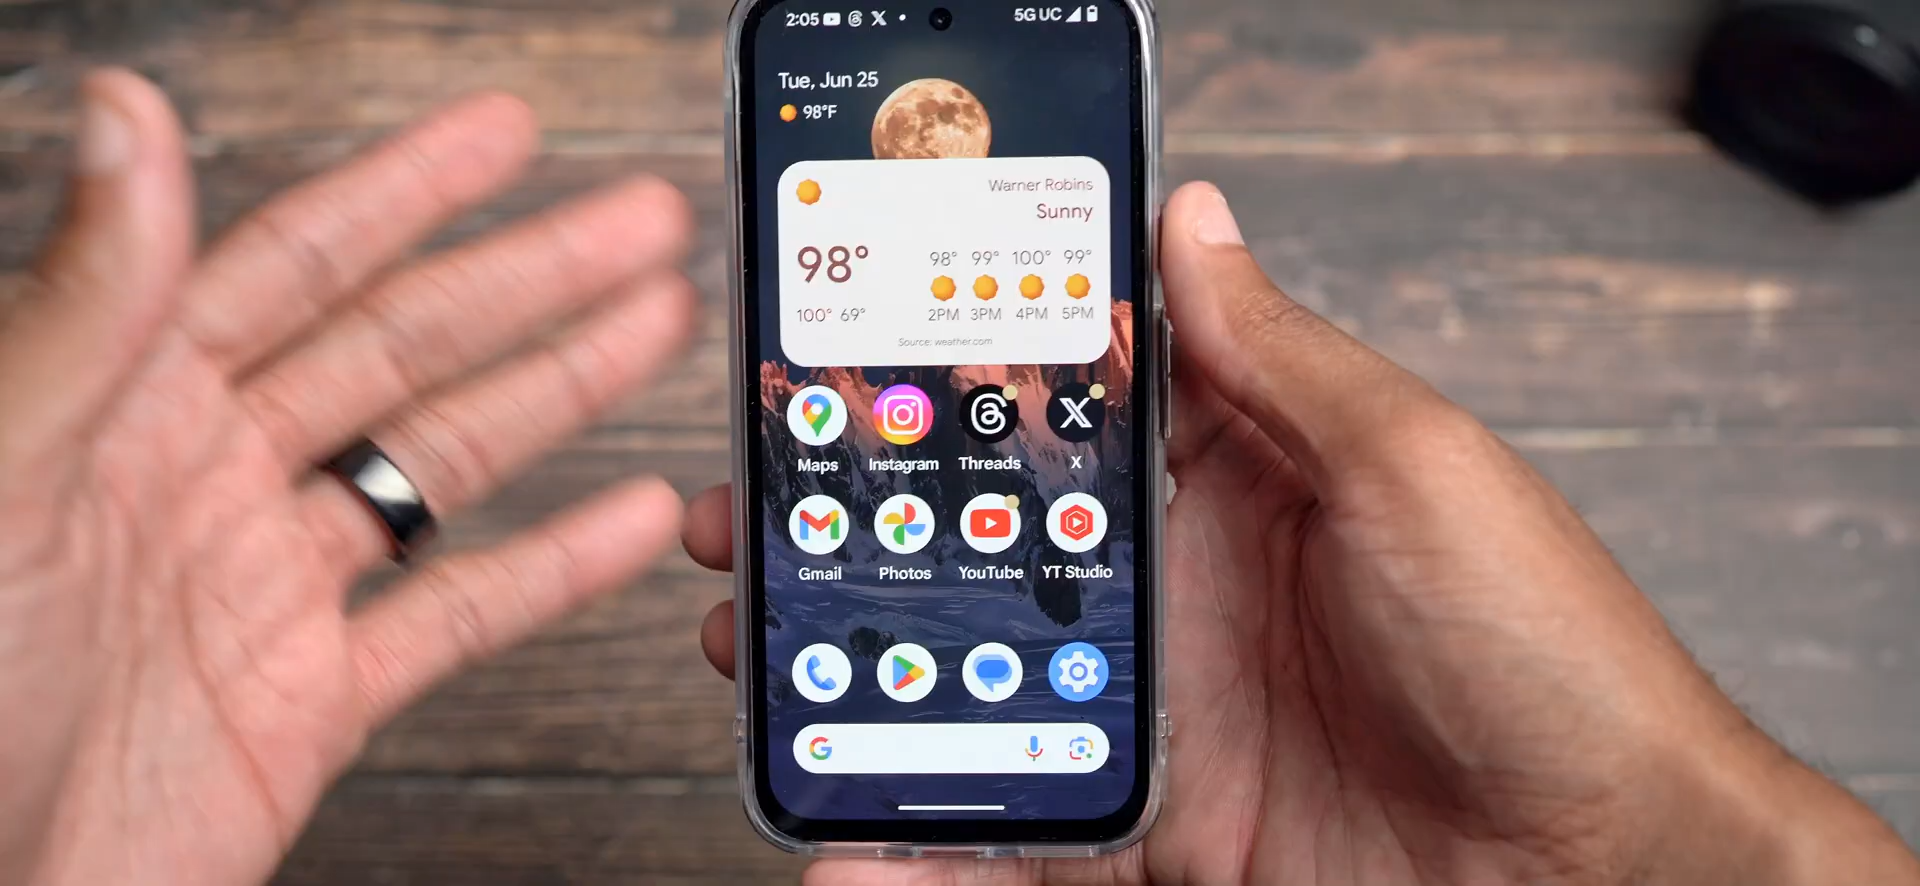 2:05
5G UC
Tue, Jun 25
98°F
Warner Robins
Sunny
98°
98° 99° 100° 99°
100° 69°
2PM 3PM 4PM 5PM
Source: weather.com
Maps Instagram Threads X
Gmail Photos YouTube YT Studio